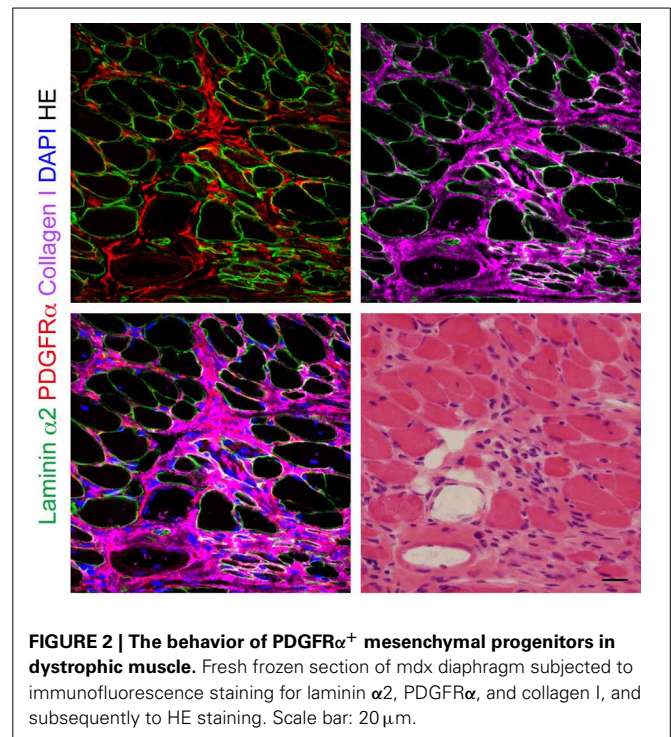 Laminin α2 PDGFRα Collagen I DAPI HE
FIGURE 2 | The behavior of PDGFRα⁺ mesenchymal progenitors in
dystrophic muscle. Fresh frozen section of mdx diaphragm subjected to
immunofluorescence staining for laminin α2, PDGFRα, and collagen I, and
subsequently to HE staining. Scale bar: 20 μm.